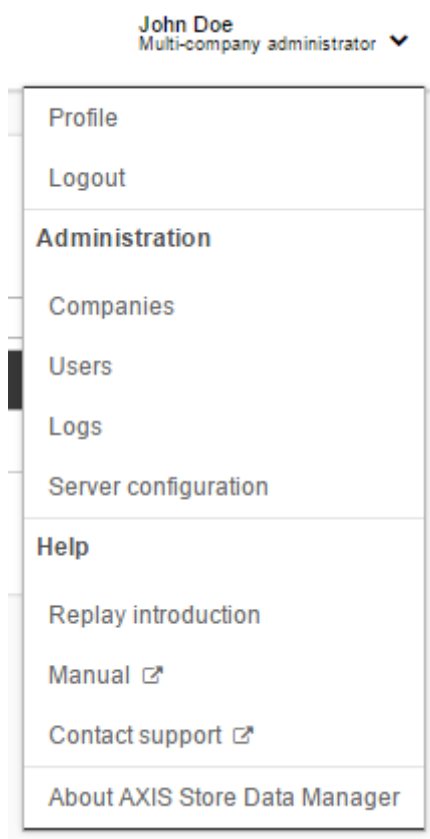 John Doe
Multi-company administrator
Profile
Logout
Administration
Companies
Users
Logs
Server configuration
Help
Replay introduction
Manual
Contact support
About AXIS Store Data Manager